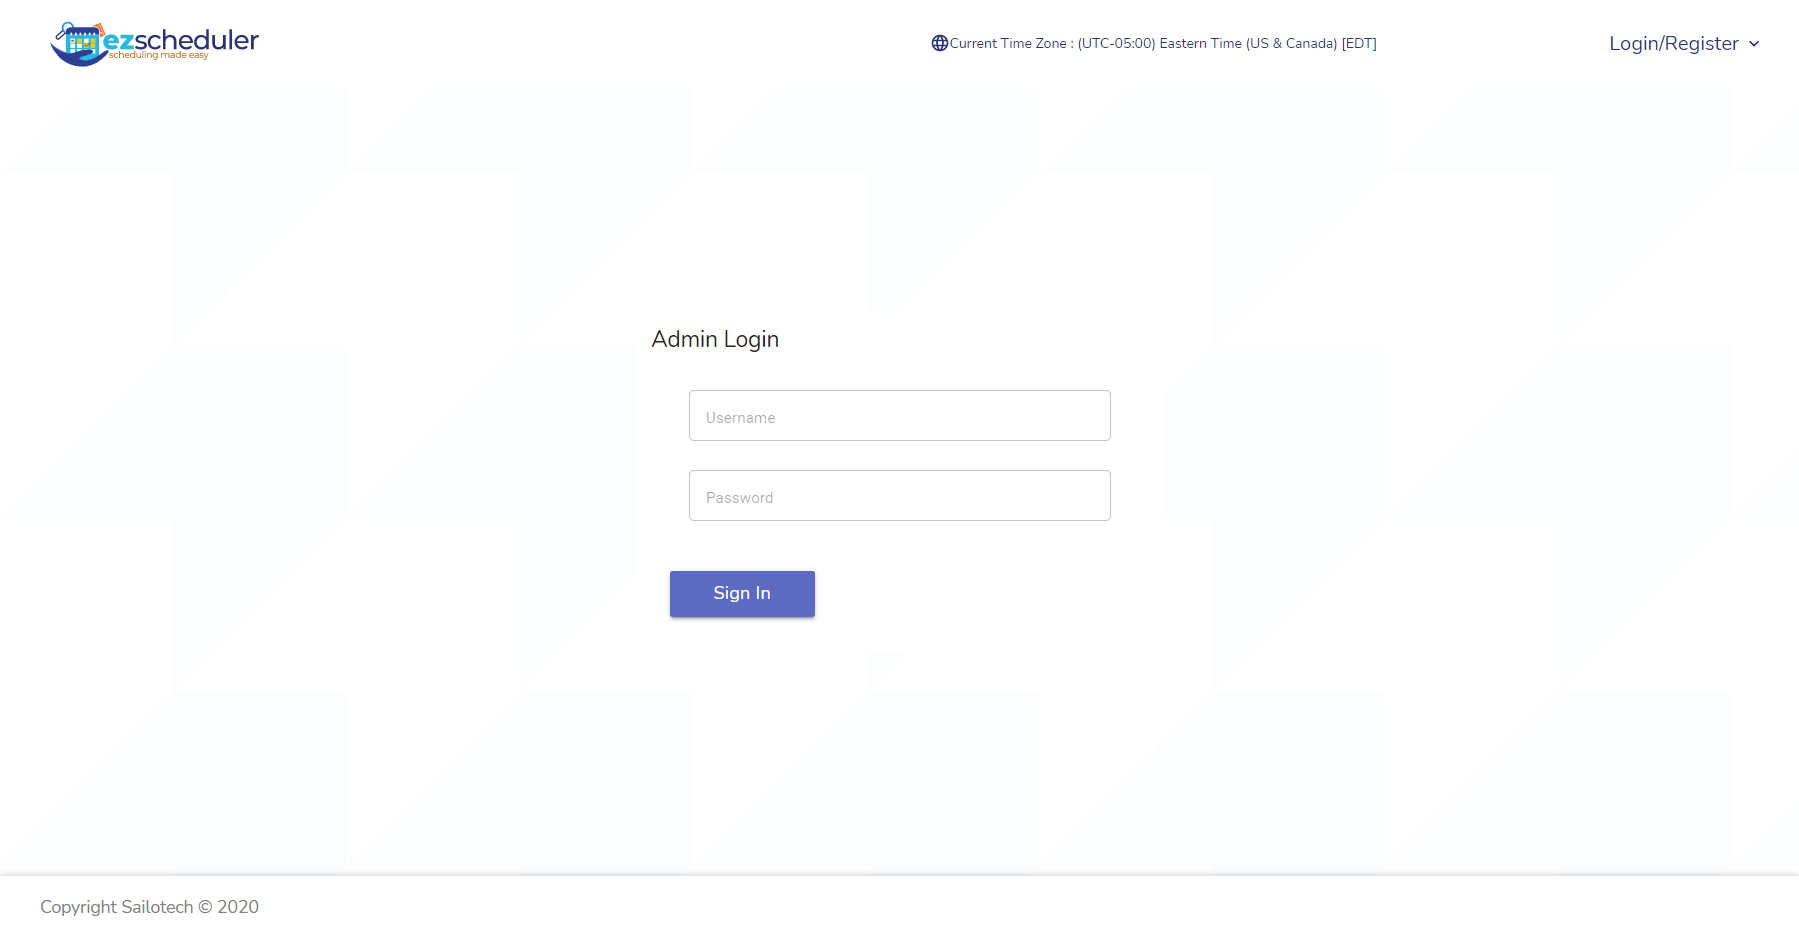 ezscheduler
scheduling made easy
Current Time Zone : (UTC-05:00) Eastern Time (US & Canada) [EDT]
Login/Register
Admin Login
Username
Password
Sign In
Copyright Sailotech © 2020